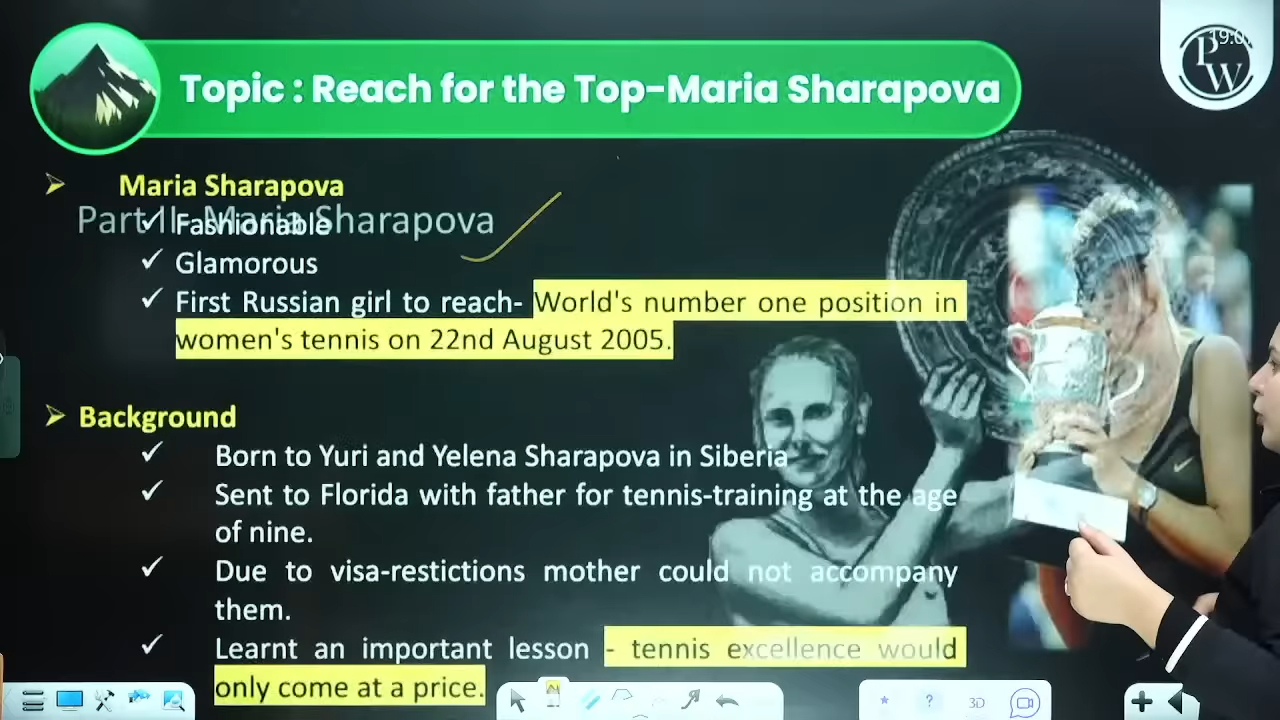 Topic : Reach for the Top-Maria Sharapova
19:0
PW
Maria Sharapova
Part II- Maria Sharapova
Fashionable
Glamorous
First Russian girl to reach- World's number one position in
women's tennis on 22nd August 2005.
Background
Born to Yuri and Yelena Sharapova in Siberia
Sent to Florida with father for tennis-training at the age
of nine.
Due to visa-restictions mother could not accompany
them.
Learnt an important lesson - tennis excellence would
only come at a price.
3D